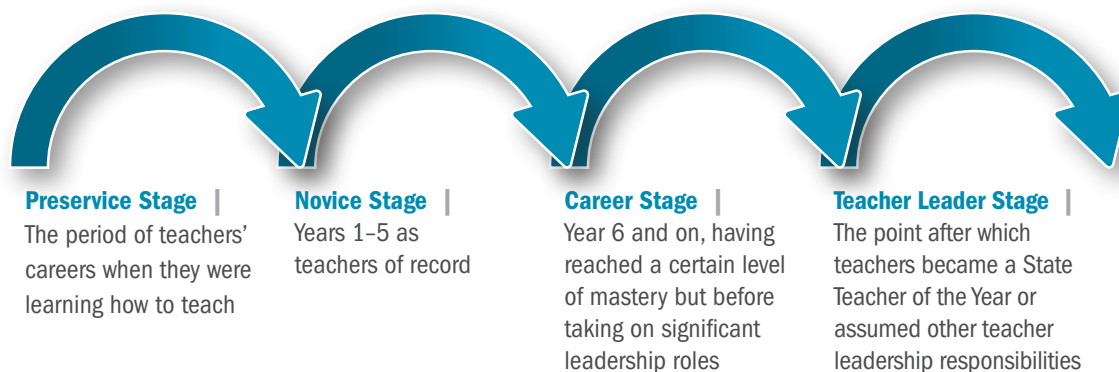 Preservice Stage |
The period of teachers’
careers when they were
learning how to teach
Novice Stage |
Years 1–5 as
teachers of record
Career Stage |
Year 6 and on, having
reached a certain level
of mastery but before
taking on significant
leadership roles
Teacher Leader Stage |
The point after which
teachers became a State
Teacher of the Year or
assumed other teacher
leadership responsibilities